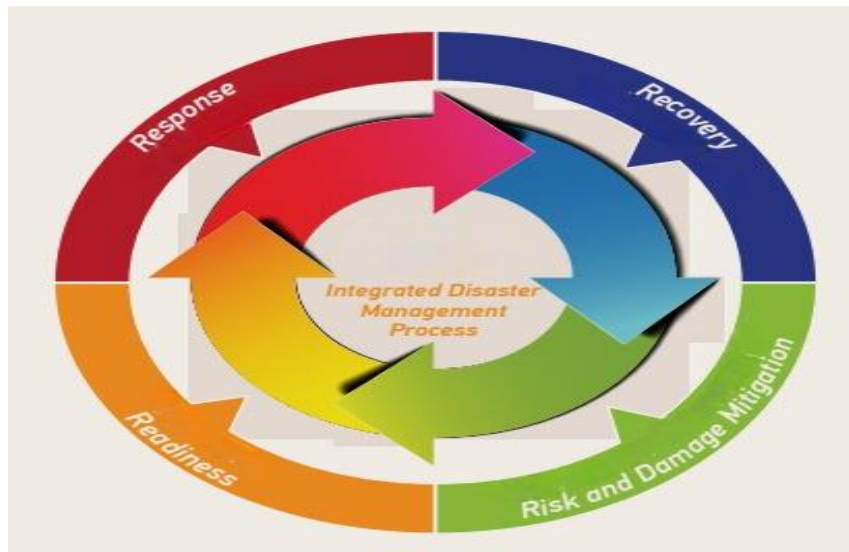 Response
Recovery
Integrated Disaster
Management
Process
Readiness
Risk and Damage Mitigation